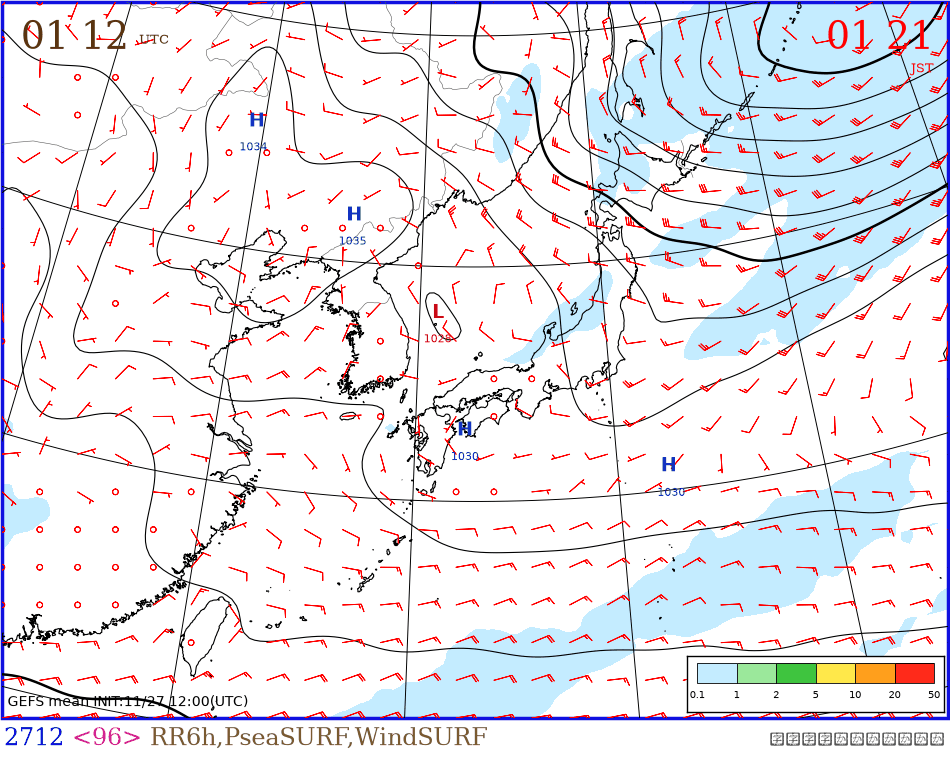 01 12 UTC
01 21
JST
H
1034
H
1035
L
1028
H
1030
H
1030
0.1 1 2 5 10 20 50
GEFS mean INIT:11/27 12:00(UTC)
2712 <96> RR6h,PseaSURF,WindSURF